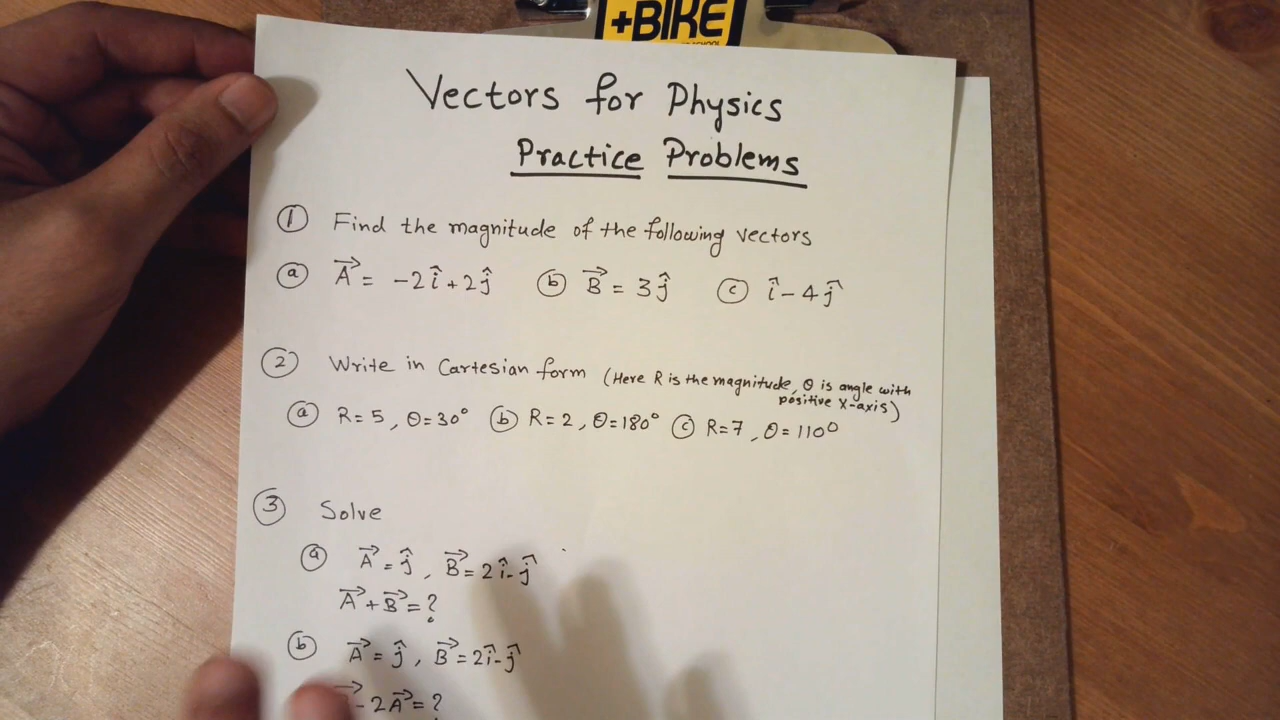 +BIKE
Vectors for Physics
Practice Problems
① Find the magnitude of the following vectors
ⓐ A⃗ = -2î+2ĵ ⓑ B⃗ = 3ĵ ⓒ î-4ĵ
② Write in Cartesian form (Here R is the magnitude, θ is angle with
positive X-axis)
ⓐ R=5, θ=30° ⓑ R=2, θ=180° ⓒ R=7, θ=110°
③ Solve
ⓐ A⃗ = ĵ, B⃗ = 2î-ĵ
A⃗+B⃗=?
ⓑ A⃗ = ĵ, B⃗ = 2î-ĵ
-2A⃗=?